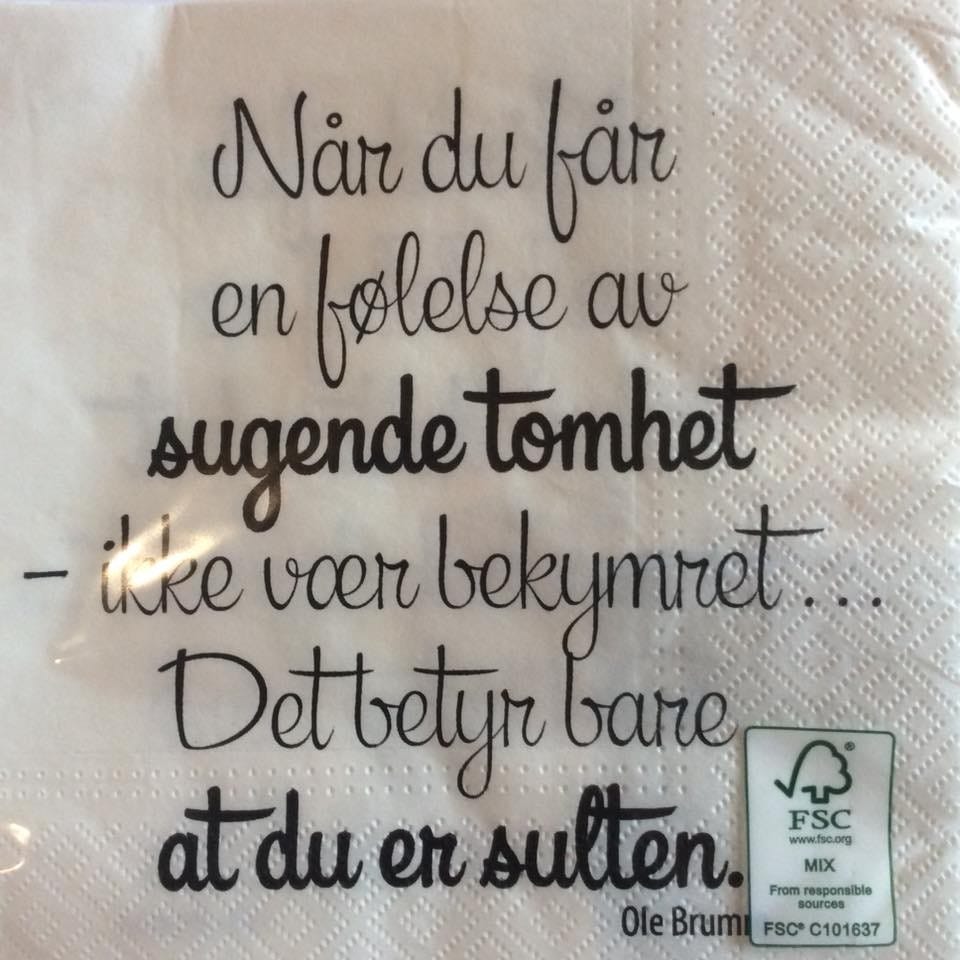 Når du får
en følelse av
sugende tomhet
– ikke vær bekymret...
Det betyr bare
at du er sulten.
Ole
FSC®
www.fsc.org
MIX
From responsible
sources
FSC® C101637